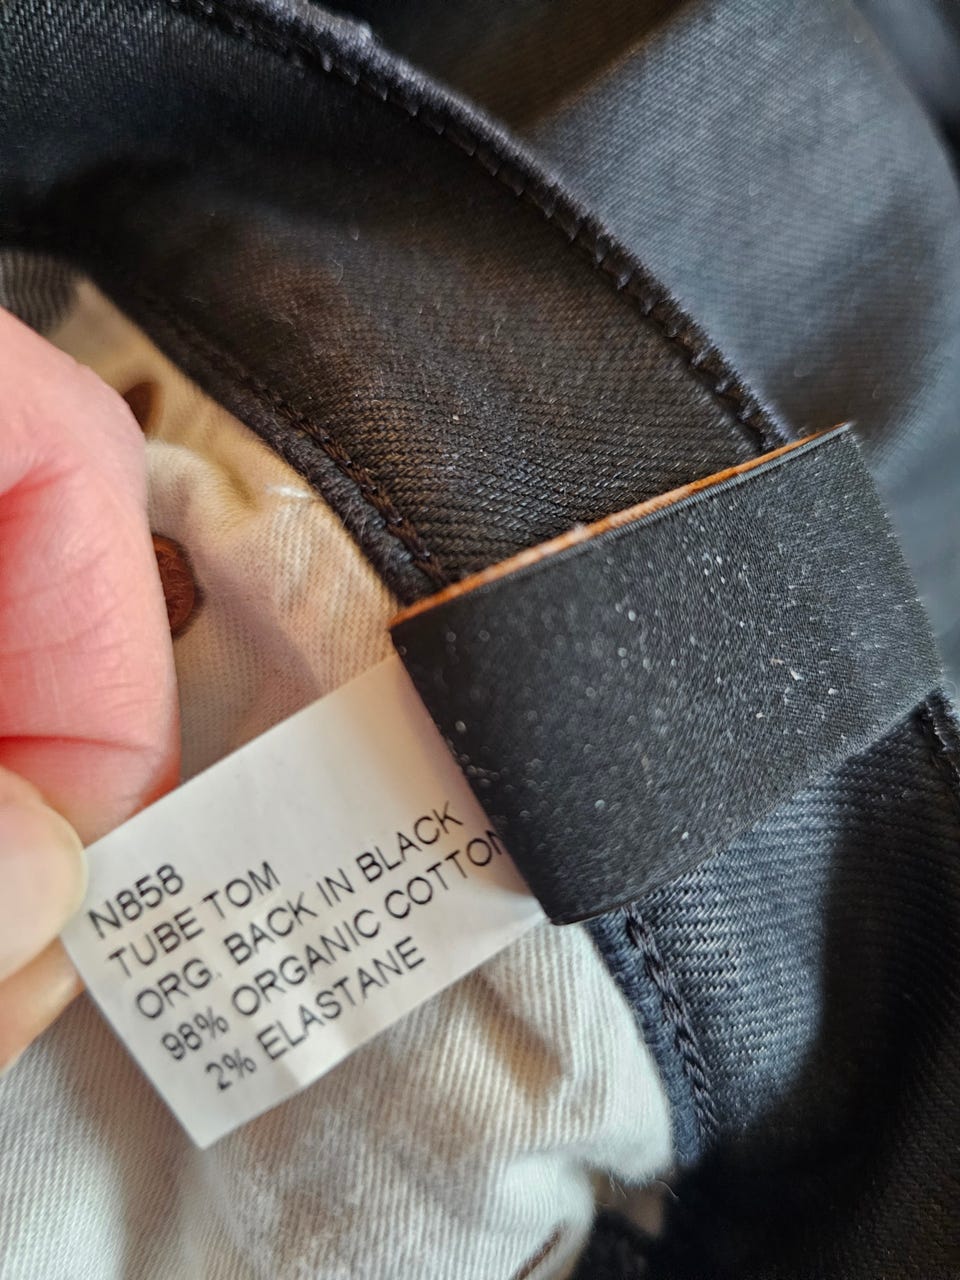 N858
TUBE TOM
ORG. BACK IN BLACK
98% ORGANIC COTTON
2% ELASTANE